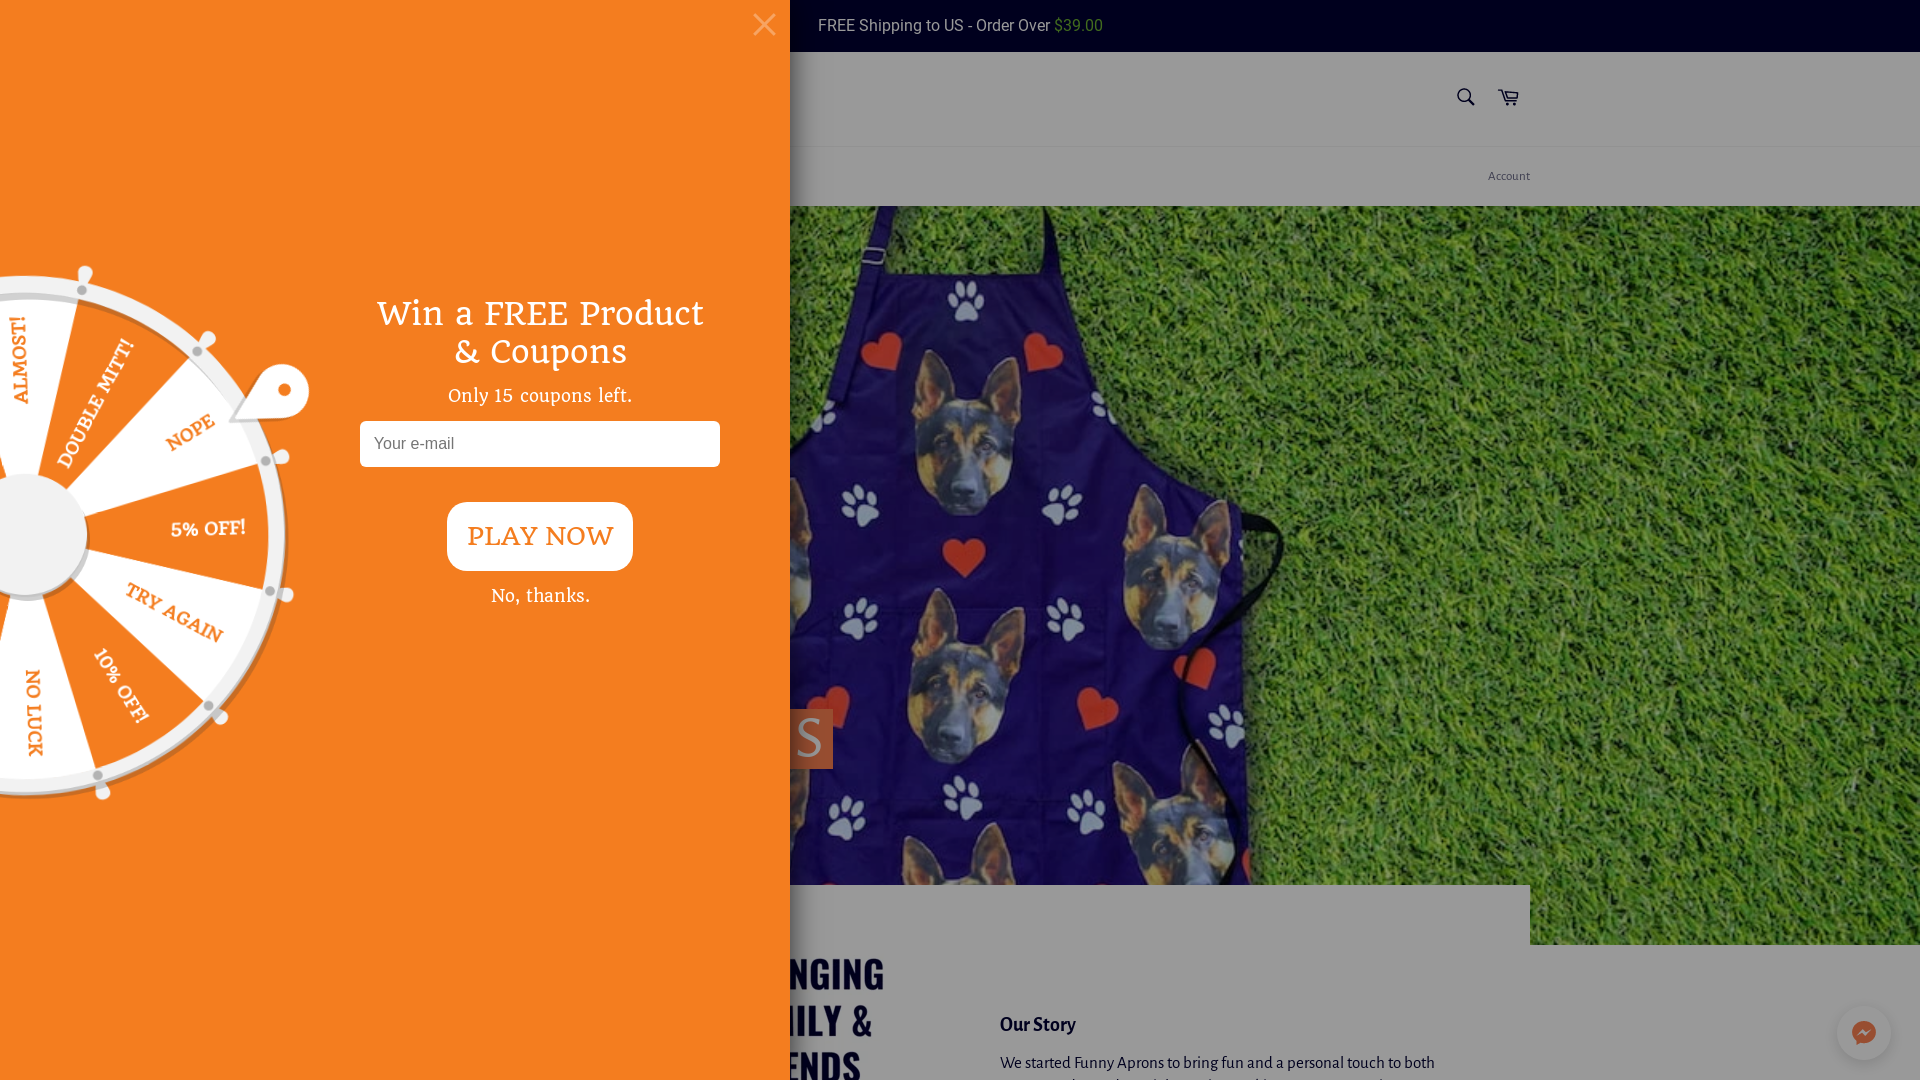 FREE Shipping to US - Order Over $39.00
Account
ALMOST!
DOUBLE MITT!
NOPE
5% OFF!
TRY AGAIN
10% OFF!
NO LUCK
Win a FREE Product
& Coupons
Only 15 coupons left.
Your e-mail
PLAY NOW
No, thanks.
S
NGING
ILY &
ENDS
Our Story
We started Funny Aprons to bring fun and a personal touch to both